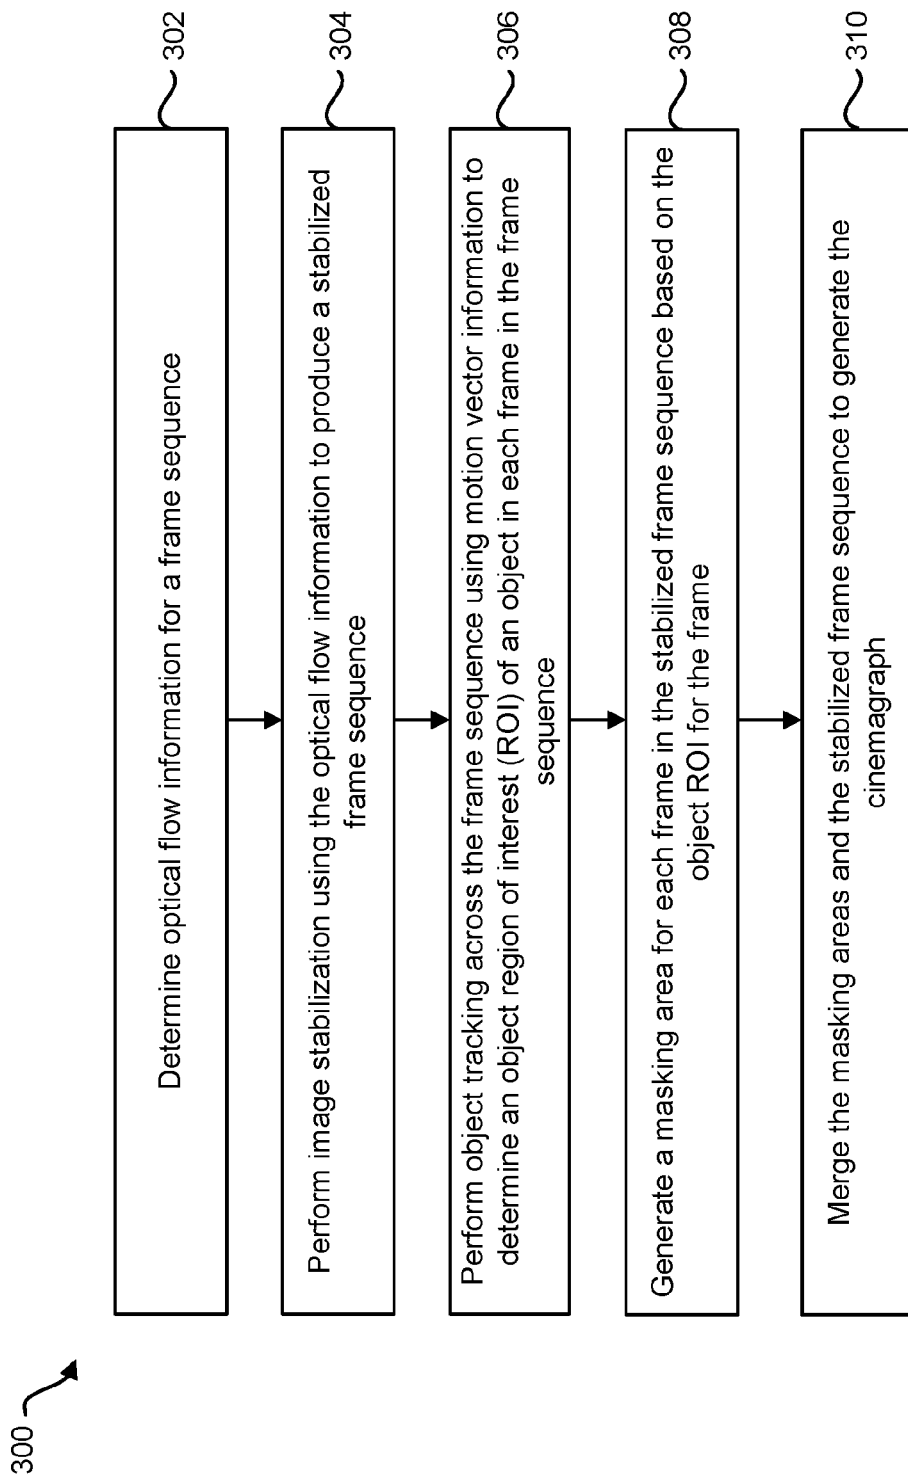 300
302
Determine optical flow information for a frame sequence
304
Perform image stabilization using the optical flow information to produce a stabilized
frame sequence
306
Perform object tracking across the frame sequence using motion vector information to
determine an object region of interest (ROI) of an object in each frame in the frame
sequence
308
Generate a masking area for each frame in the stabilized frame sequence based on the
object ROI for the frame
310
Merge the masking areas and the stabilized frame sequence to generate the
cinemagraph